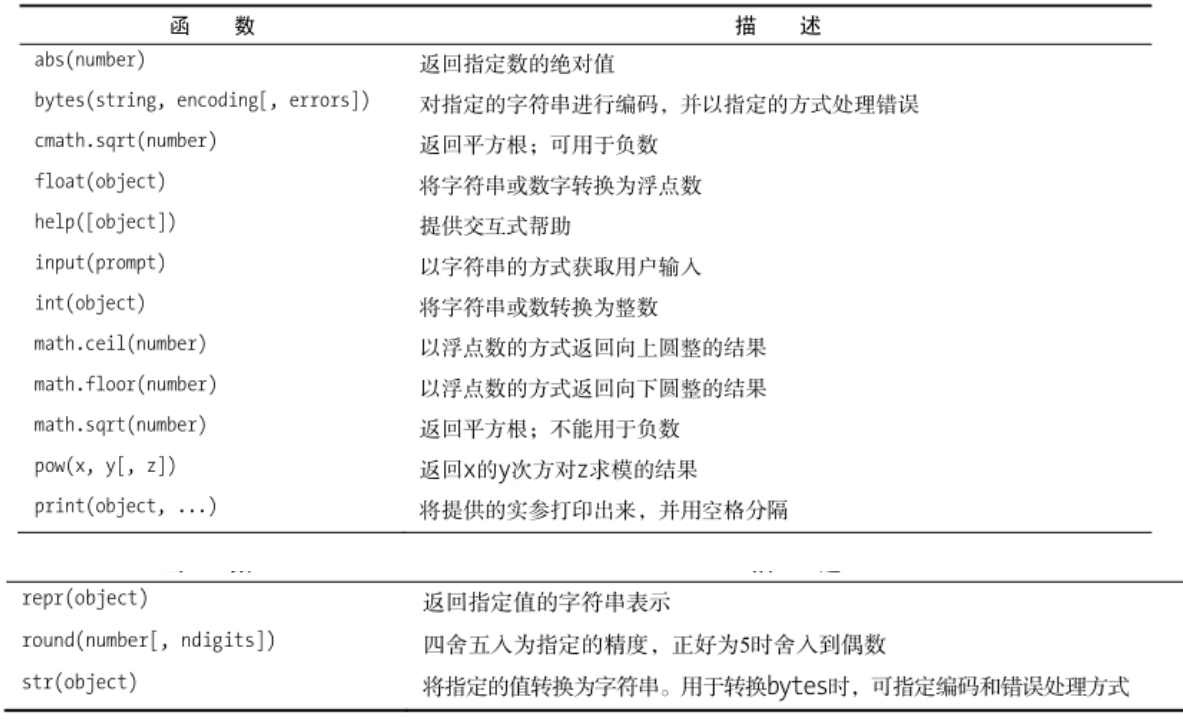 函 数 描 述
abs(number) 返回指定数的绝对值
bytes(string, encoding[, errors]) 对指定的字符串进行编码，并以指定的方式处理错误
cmath.sqrt(number) 返回平方根；可用于负数
float(object) 将字符串或数字转换为浮点数
help([object]) 提供交互式帮助
input(prompt) 以字符串的方式获取用户输入
int(object) 将字符串或数转换为整数
math.ceil(number) 以浮点数的方式返回向上圆整的结果
math.floor(number) 以浮点数的方式返回向下圆整的结果
math.sqrt(number) 返回平方根；不能用于负数
pow(x, y[, z]) 返回x的y次方对z求模的结果
print(object, ...) 将提供的实参打印出来，并用空格分隔
repr(object) 返回指定值的字符串表示
round(number[, ndigits]) 四舍五入为指定的精度，正好为5时舍入到偶数
str(object) 将指定的值转换为字符串。用于转换bytes时，可指定编码和错误处理方式